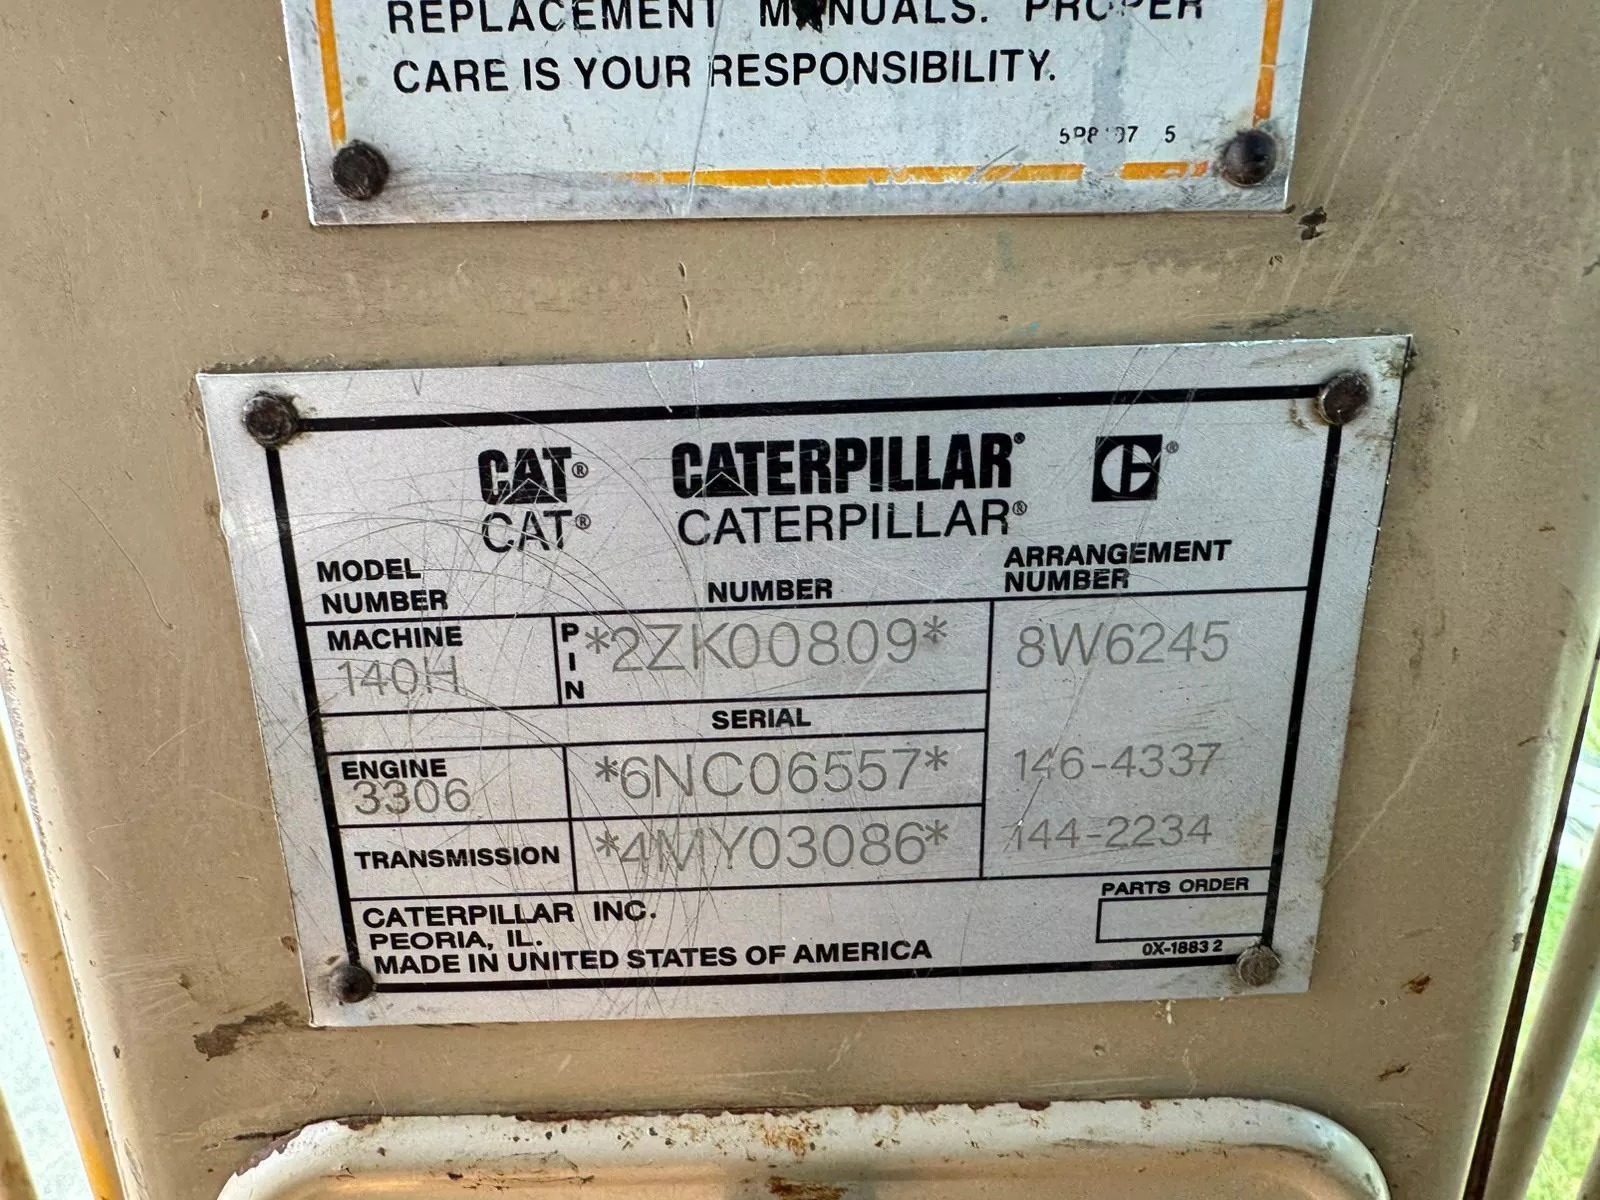 REPLACEMENT MANUALS. PROPER
CARE IS YOUR RESPONSIBILITY.
5
CAT® CATERPILLAR® ®
CAT® CATERPILLAR®
MODEL NUMBER
NUMBER
ARRANGEMENT NUMBER
MACHINE
140H
PIN
*2ZK00809*
8W6245
SERIAL
ENGINE
3306
*6NC06557*
146-4337
TRANSMISSION
*4MY03086*
144-2234
CATERPILLAR INC.
PEORIA, IL.
MADE IN UNITED STATES OF AMERICA
PARTS ORDER
0X-1883 2